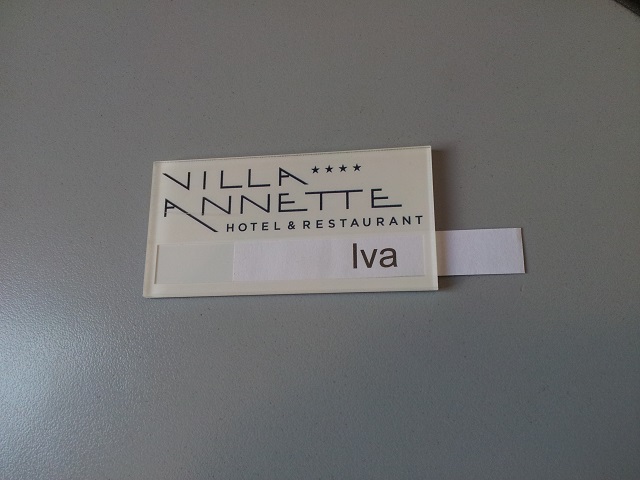 VILLA ★★★★
ANNETTE
HOTEL & RESTAURANT
Iva